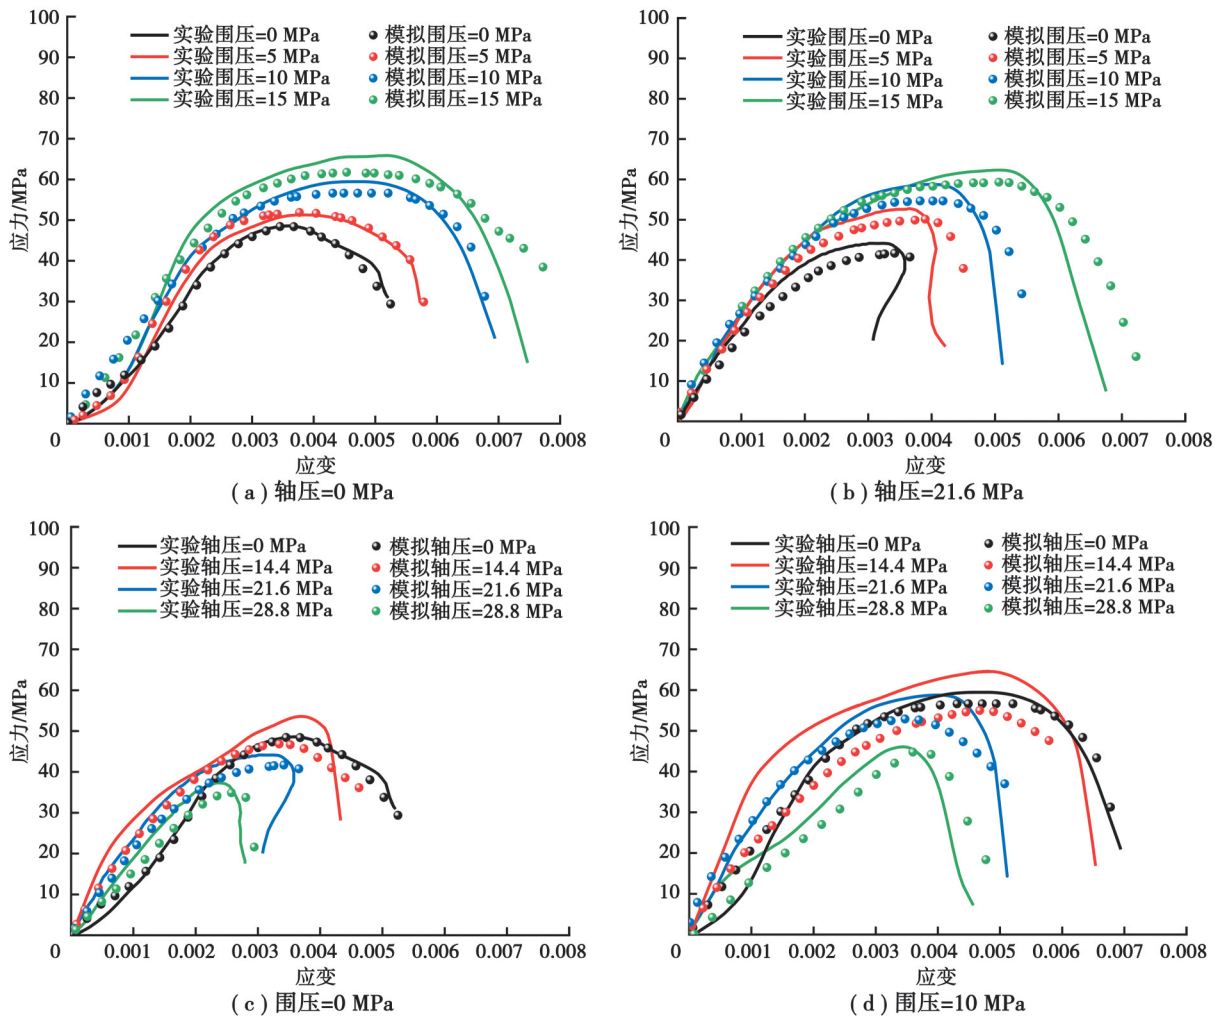 100
90
80
70
60
50
40
30
20
10
0
0.001
0.002
0.003
0.004
0.005
0.006
0.007
0.008
应力/MPa
实验围压=0 MPa
实验围压=5 MPa
实验围压=10 MPa
实验围压=15 MPa
模拟围压=0 MPa
模拟围压=5 MPa
模拟围压=10 MPa
模拟围压=15 MPa
应变
(a)轴压=0 MPa
100
90
80
70
60
50
40
30
20
10
0
0.001
0.002
0.003
0.004
0.005
0.006
0.007
0.008
应力/MPa
实验围压=0 MPa
实验围压=5 MPa
实验围压=10 MPa
实验围压=15 MPa
模拟围压=0 MPa
模拟围压=5 MPa
模拟围压=10 MPa
模拟围压=15 MPa
应变
(b)轴压=21.6 MPa
100
90
80
70
60
50
40
30
20
10
0
0.001
0.002
0.003
0.004
0.005
0.006
0.007
0.008
应力/MPa
实验轴压=0 MPa
实验轴压=14.4 MPa
实验轴压=21.6 MPa
实验轴压=28.8 MPa
模拟轴压=0 MPa
模拟轴压=14.4 MPa
模拟轴压=21.6 MPa
模拟轴压=28.8 MPa
应变
(c)围压=0 MPa
100
90
80
70
60
50
40
30
20
10
0
0.001
0.002
0.003
0.004
0.005
0.006
0.007
0.008
应力/MPa
实验轴压=0 MPa
实验轴压=14.4 MPa
实验轴压=21.6 MPa
实验轴压=28.8 MPa
模拟轴压=0 MPa
模拟轴压=14.4 MPa
模拟轴压=21.6 MPa
模拟轴压=28.8 MPa
应变
(d)围压=10 MPa